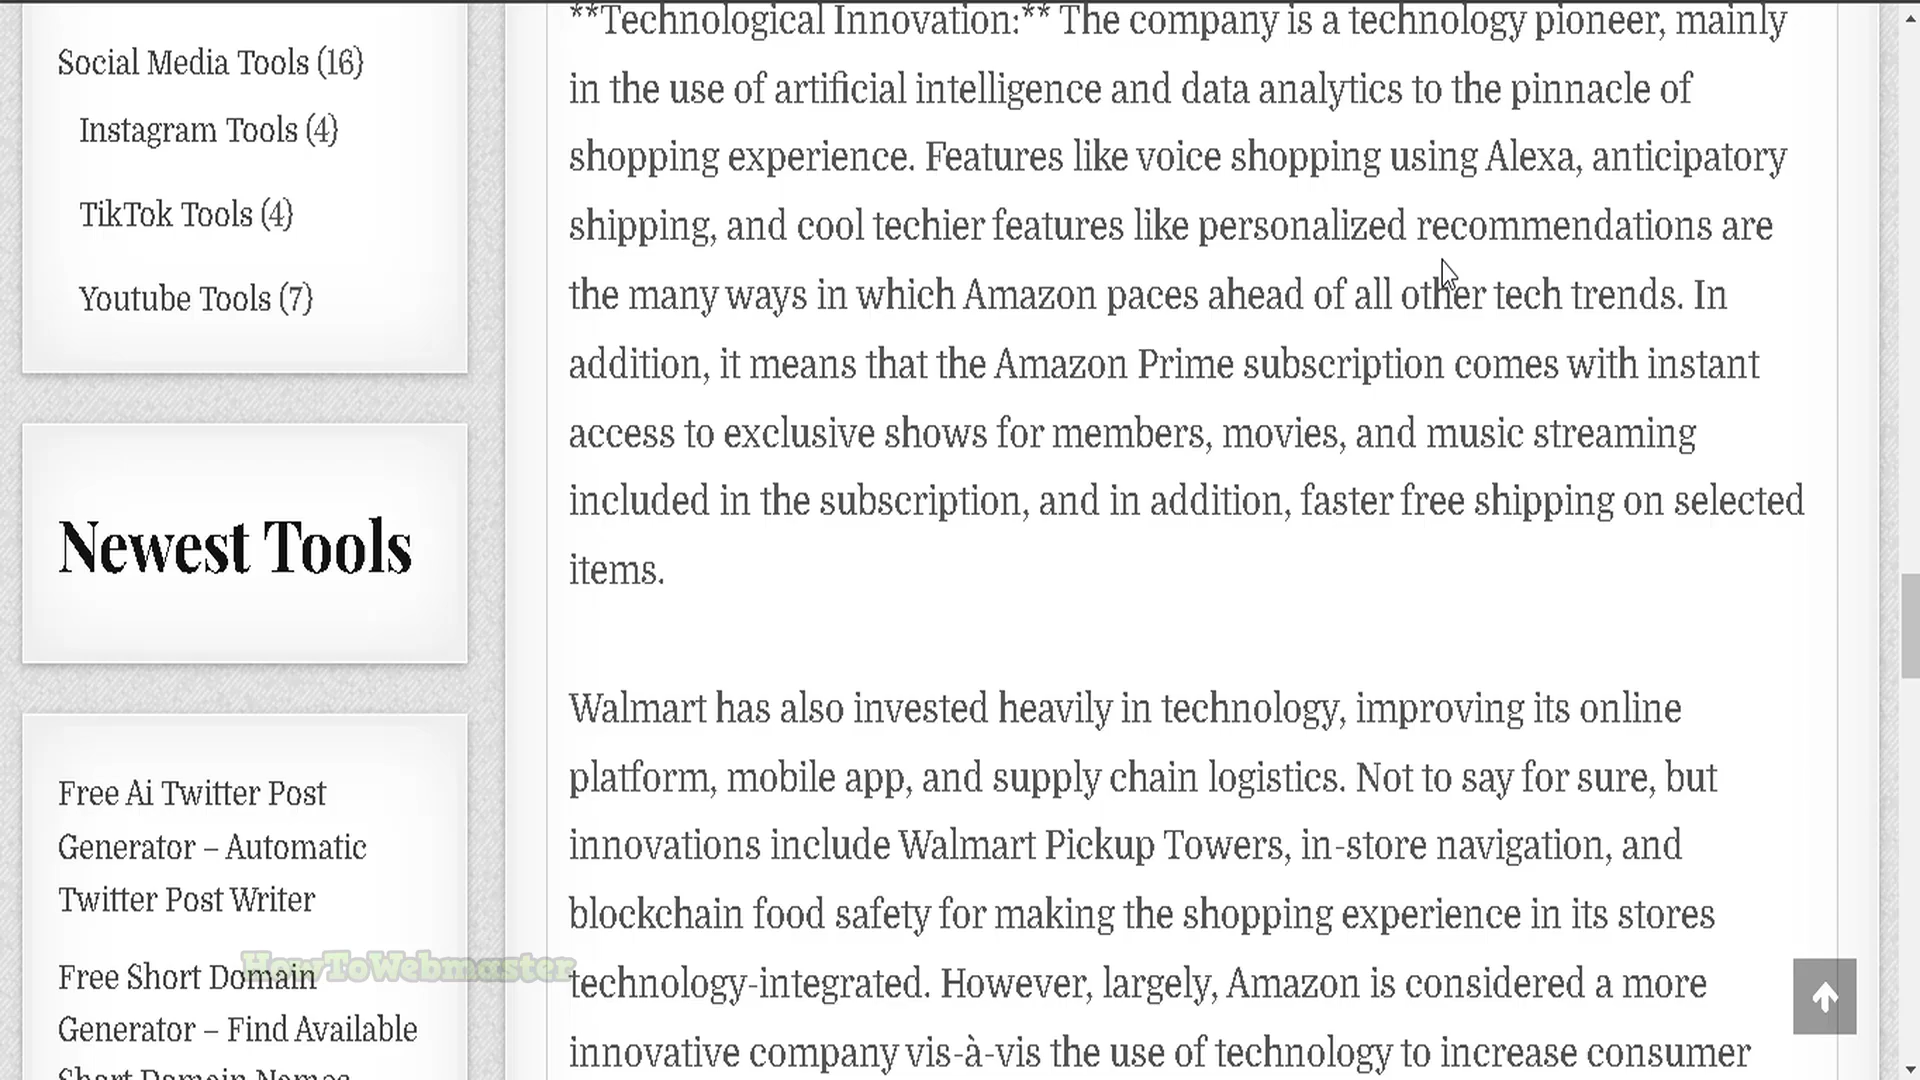 Social Media Tools (16)
Instagram Tools (4)
TikTok Tools (4)
Youtube Tools (7)
Newest Tools
Free Ai Twitter Post
Generator – Automatic
Twitter Post Writer
Free Short Domain
Generator – Find Available
Short Domain Names
HowToWebmaster
**Technological Innovation:** The company is a technology pioneer, mainly
in the use of artificial intelligence and data analytics to the pinnacle of
shopping experience. Features like voice shopping using Alexa, anticipatory
shipping, and cool techier features like personalized recommendations are
the many ways in which Amazon paces ahead of all other tech trends. In
addition, it means that the Amazon Prime subscription comes with instant
access to exclusive shows for members, movies, and music streaming
included in the subscription, and in addition, faster free shipping on selected
items.
Walmart has also invested heavily in technology, improving its online
platform, mobile app, and supply chain logistics. Not to say for sure, but
innovations include Walmart Pickup Towers, in-store navigation, and
blockchain food safety for making the shopping experience in its stores
technology-integrated. However, largely, Amazon is considered a more
innovative company vis-à-vis the use of technology to increase consumer